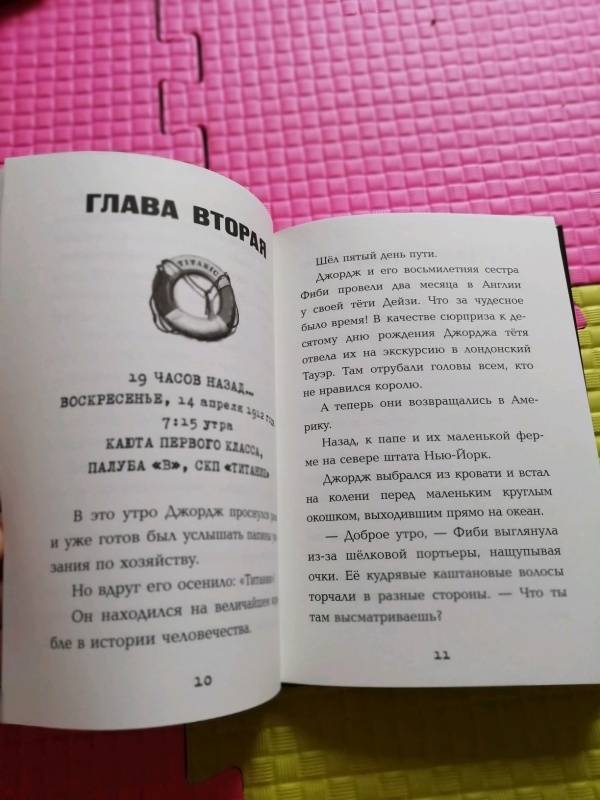 ГЛАВА ВТОРАЯ
TITANIC
19 ЧАСОВ НАЗАД...
ВОСКРЕСЕНЬЕ, 14 апреля 1912
7:15 утра
КАЮТА ПЕРВОГО КЛАССА,
ПАЛУБА «В», СКП «ТИТАНИК»
В это утро Джордж проснулся
и уже готов был услышать папины
зания по хозяйству.
Но вдруг его осенило: «Титаник»
Он находился на величайшем
бле в истории человечества.
10
Шёл пятый день пути.
Джордж и его восьмилетняя сестра
Фиби провели два месяца в Англии
у своей тёти Дейзи. Что за чудесное
было время! В качестве сюрприза к де-
сятому дню рождения Джорджа тётя
отвела их на экскурсию в лондонский
Тауэр. Там отрубали головы всем, кто
не нравился королю.
А теперь они возвращались в Аме-
рику.
Назад, к папе и их маленькой фер-
ме на севере штата Нью-Йорк.
Джордж выбрался из кровати и встал
на колени перед маленьким круглым
окошком, выходившим прямо на океан.
— Доброе утро, — Фиби выглянула
из-за шёлковой портьеры, нащупывая
очки. Её кудрявые каштановые волосы
торчали в разные стороны. — Что ты
там высматриваешь?
11